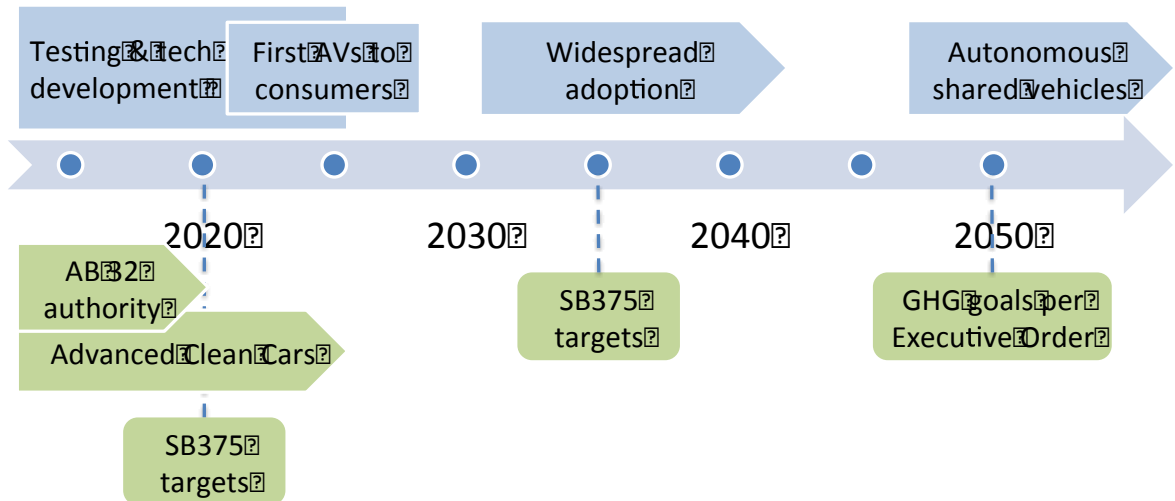 Testing & tech
development
First AVs to
consumers
Widespread
adoption
Autonomous
shared vehicles
2020
2030
2040
2050
AB 32
authority
Advanced Clean Cars
SB375
targets
SB375
targets
GHG goals per
Executive Order